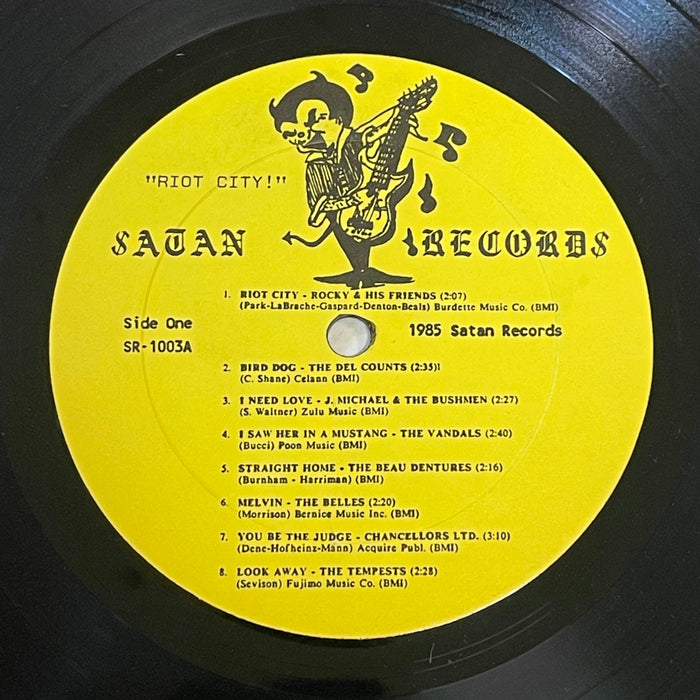 "RIOT CITY!"
SATAN RECORDS
1. RIOT CITY - ROCKY & HIS FRIENDS (2:07)
(Park-LaBrache-Gaspard-Denton-Beals) Burdette Music Co. (BMI)
Side One
1985 Satan Records
SR-1003A
2. BIRD DOG - THE DEL COUNTS (2:35)1
(C. Shane) Celann (BMI)
3. I NEED LOVE - J. MICHAEL & THE BUSHMEN (2:27)
(S. Waltner) Zulu Music (BMI)
4. I SAW HER IN A MUSTANG - THE VANDALS (2:40)
(Bucci) Poon Music (BMI)
5. STRAIGHT HOME - THE BEAU DENTURES (2:16)
(Burnham - Harriman) (BMI)
6. MELVIN - THE BELLES (2:20)
(Morrison) Bernice Music Inc. (BMI)
7. YOU BE THE JUDGE - CHANCELLORS LTD. (3:10)
(Dene-Hofheinz-Mann) Acquire Publ. (BMI)
8. LOOK AWAY - THE TEMPESTS (2:28)
(Sevison) Fujimo Music Co. (BMI)